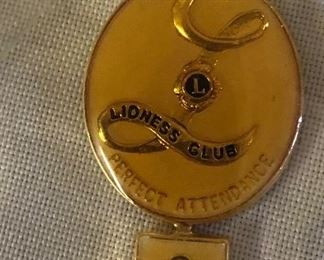 L
LIONESS CLUB
PERFECT ATTENDANCE